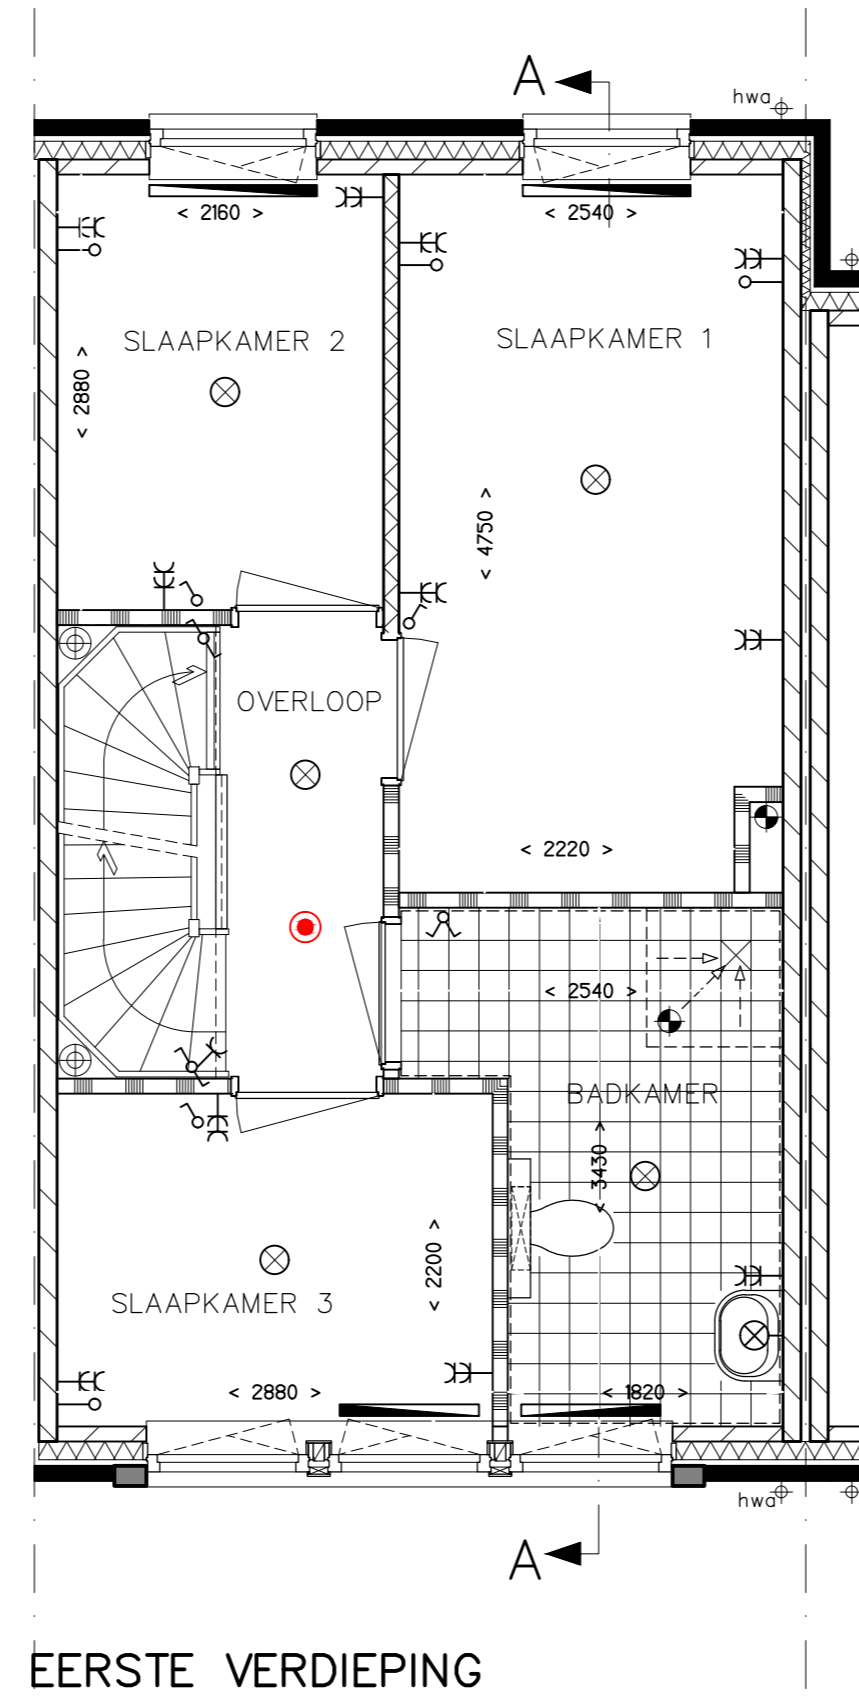 A
hwa
< 2160 >
< 2540 >
SLAAPKAMER 2
SLAAPKAMER 1
< 2880 >
< 4750 >
OVERLOOP
< 2220 >
< 2540 >
BADKAMER
< 3430 >
< 2200 >
SLAAPKAMER 3
< 2880 >
< 1820 >
hwa
A
EERSTE VERDIEPING